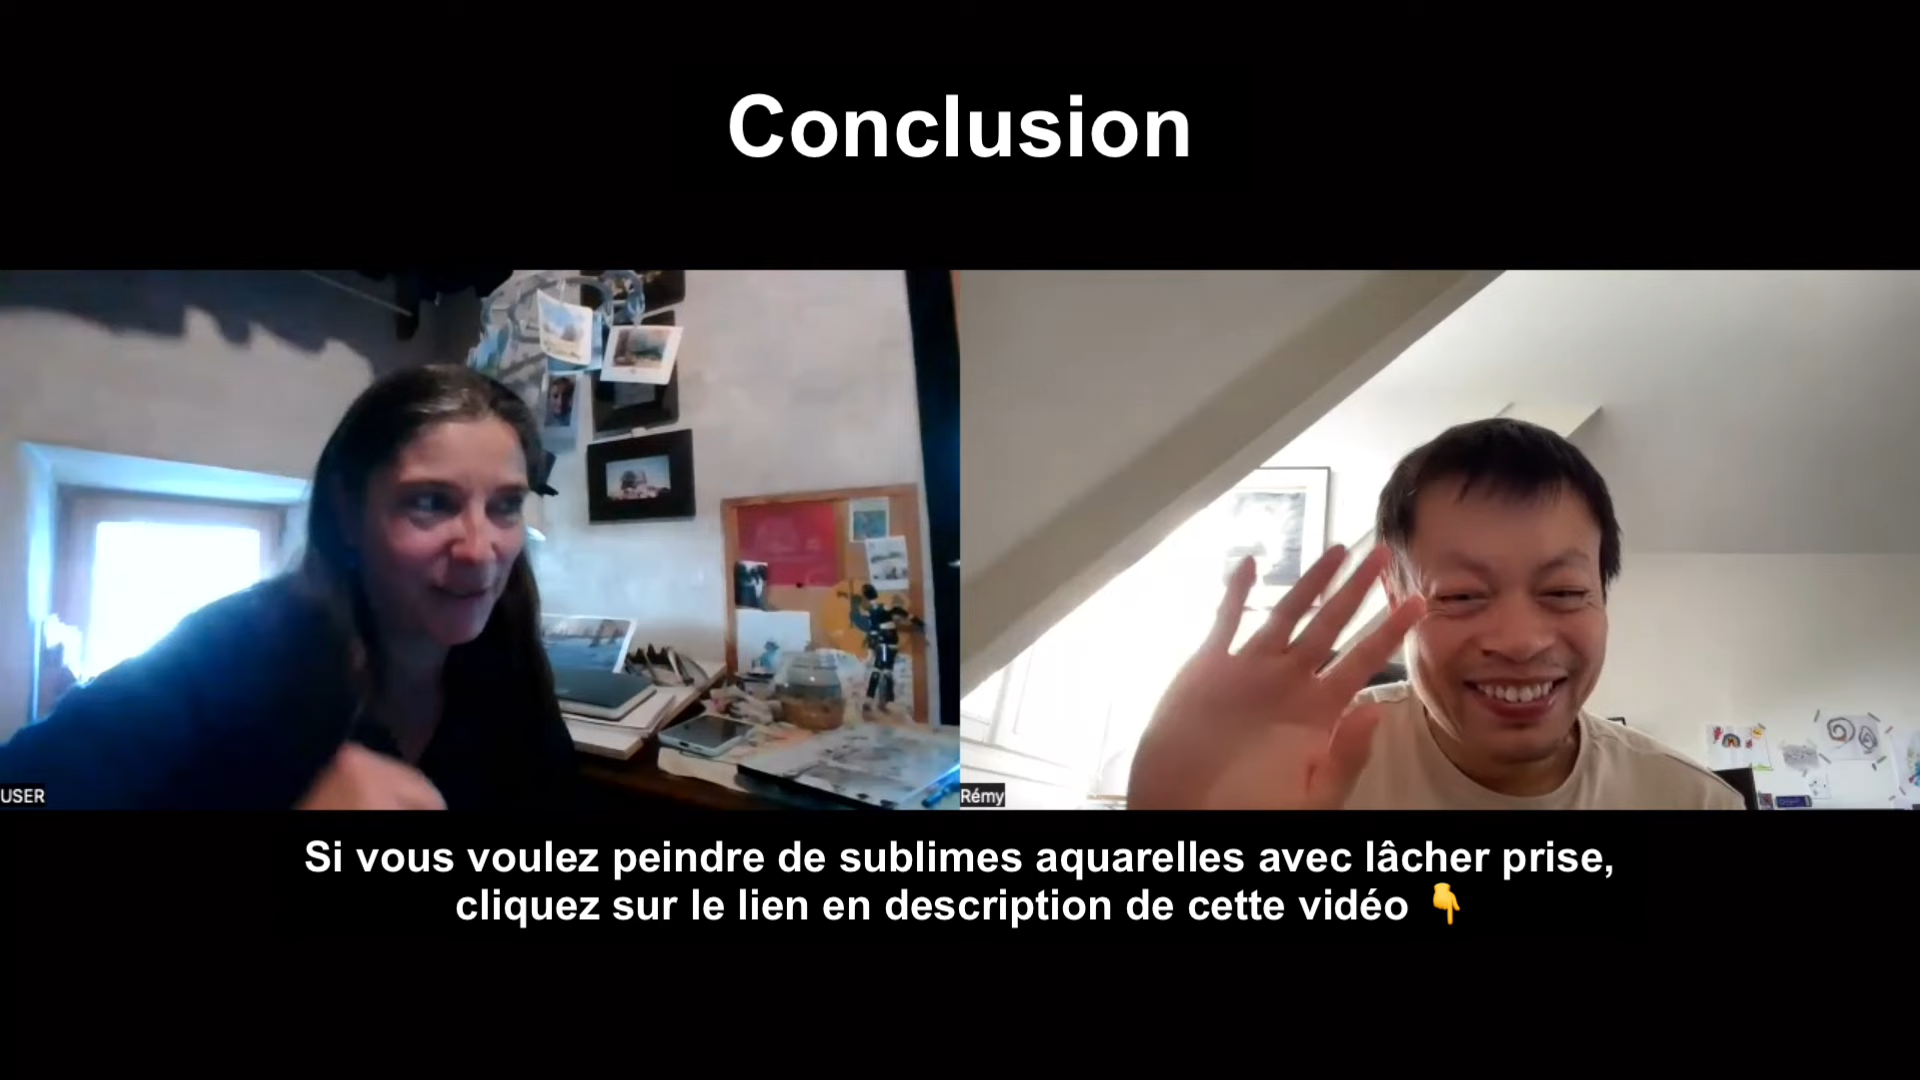 Conclusion
USER
Rémy
Si vous voulez peindre de sublimes aquarelles avec lâcher prise,
cliquez sur le lien en description de cette vidéo 👇